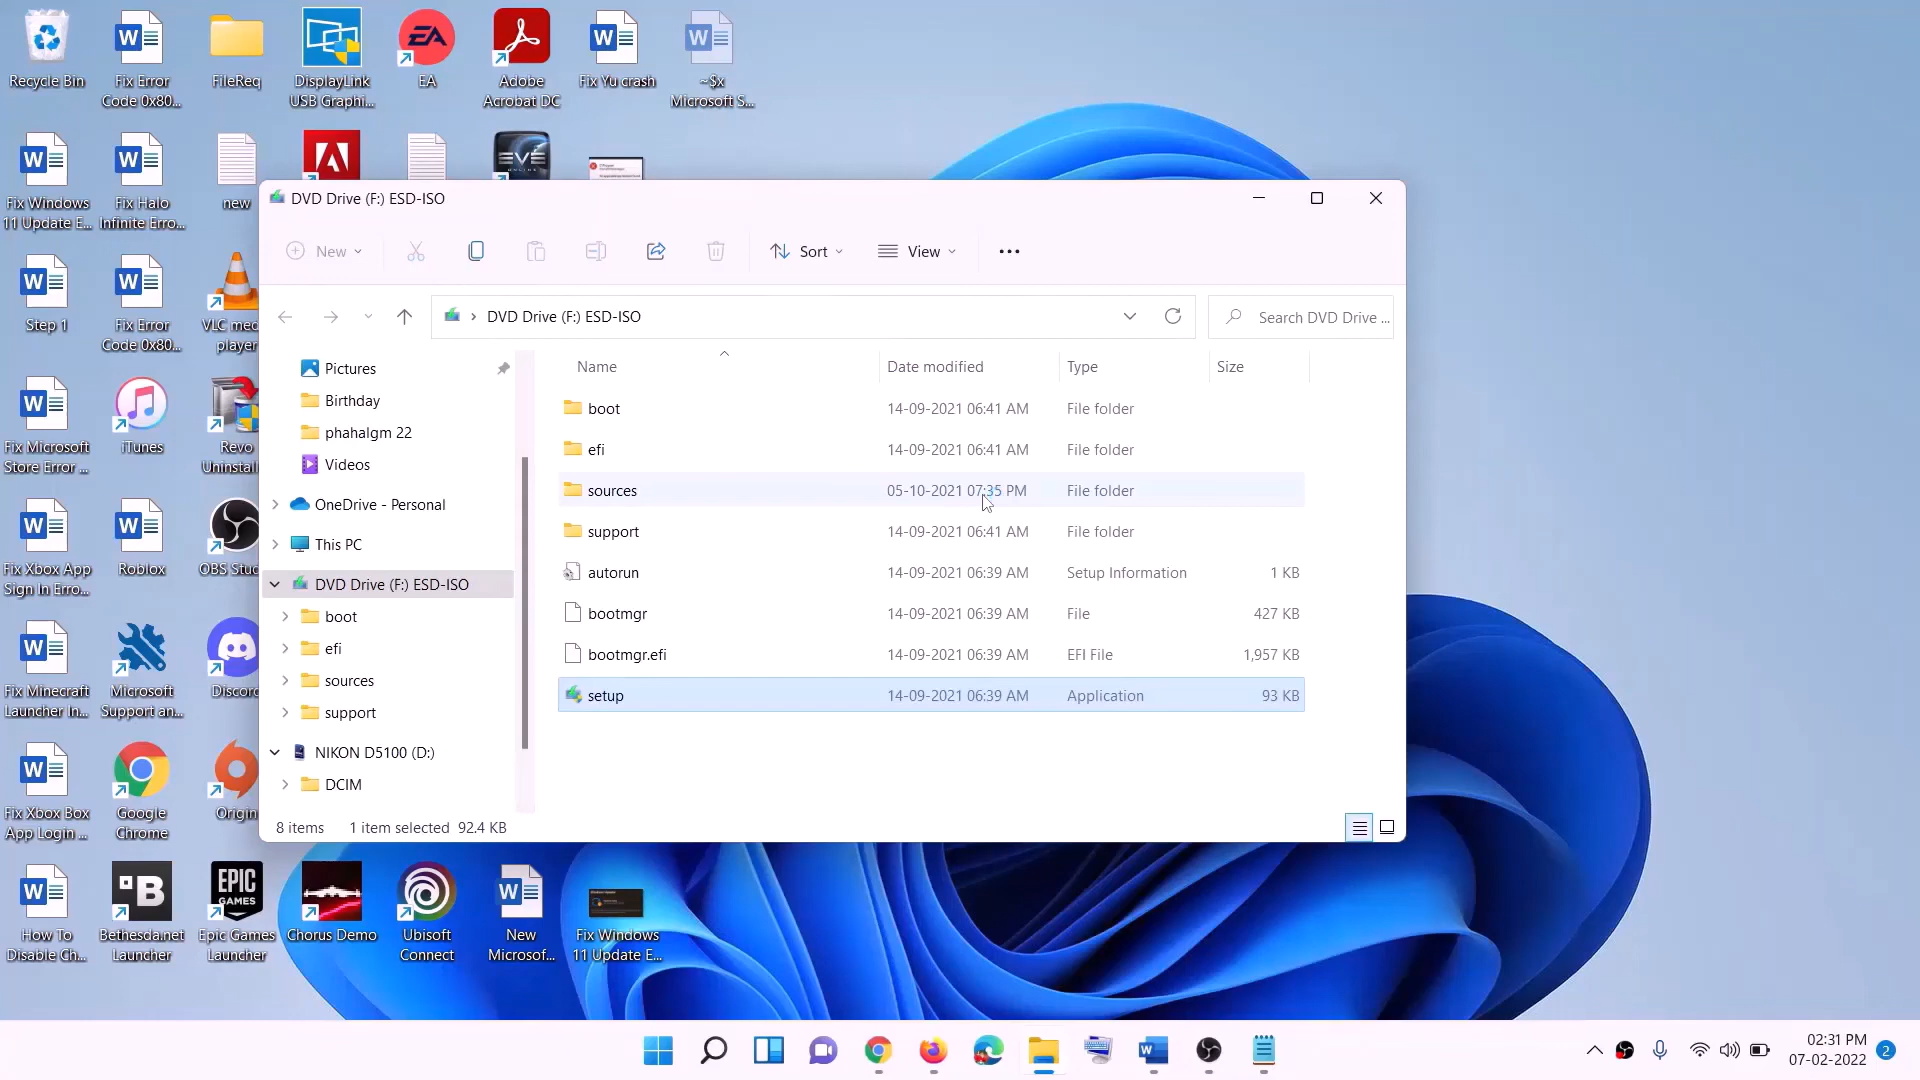 Recycle Bin
Fix Error
Code 0x80...
FileReq
DisplayLink
USB Graphi...
EA
EA
Adobe
Acrobat DC
Fix Yu crash
~$x
Microsoft S...
Fix Windows
11 Update E...
Fix Halo
Infinite Erro...
new
EVE
ONLINE
Step 1
Fix Error
Code 0x80...
VLC med
player
Fix Microsoft
Store Error ...
iTunes
Revo
Uninstall
Fix Xbox App
Sign In Erro...
Roblox
OBS Stud
Fix Minecraft
Launcher In...
Microsoft
Support an...
Discord
Fix Xbox Box
App Login ...
Google
Chrome
Origin
How To
Disable Ch...
Bethesda.net
Launcher
EPIC
GAMES
Epic Games
Launcher
Chorus Demo
Ubisoft
Connect
New
Microsof...
Fix Windows
11 Update E...
DVD Drive (F:) ESD-ISO
New
Sort
View
DVD Drive (F:) ESD-ISO
Search DVD Drive ...
Pictures
Birthday
phahalgm 22
Videos
OneDrive - Personal
This PC
DVD Drive (F:) ESD-ISO
boot
efi
sources
support
NIKON D5100 (D:)
DCIM
Name Date modified Type Size
boot 14-09-2021 06:41 AM File folder
efi 14-09-2021 06:41 AM File folder
sources 05-10-2021 07:35 PM File folder
support 14-09-2021 06:41 AM File folder
autorun 14-09-2021 06:39 AM Setup Information 1 KB
bootmgr 14-09-2021 06:39 AM File 427 KB
bootmgr.efi 14-09-2021 06:39 AM EFI File 1,957 KB
setup 14-09-2021 06:39 AM Application 93 KB
8 items 1 item selected 92.4 KB
02:31 PM
07-02-2022
2